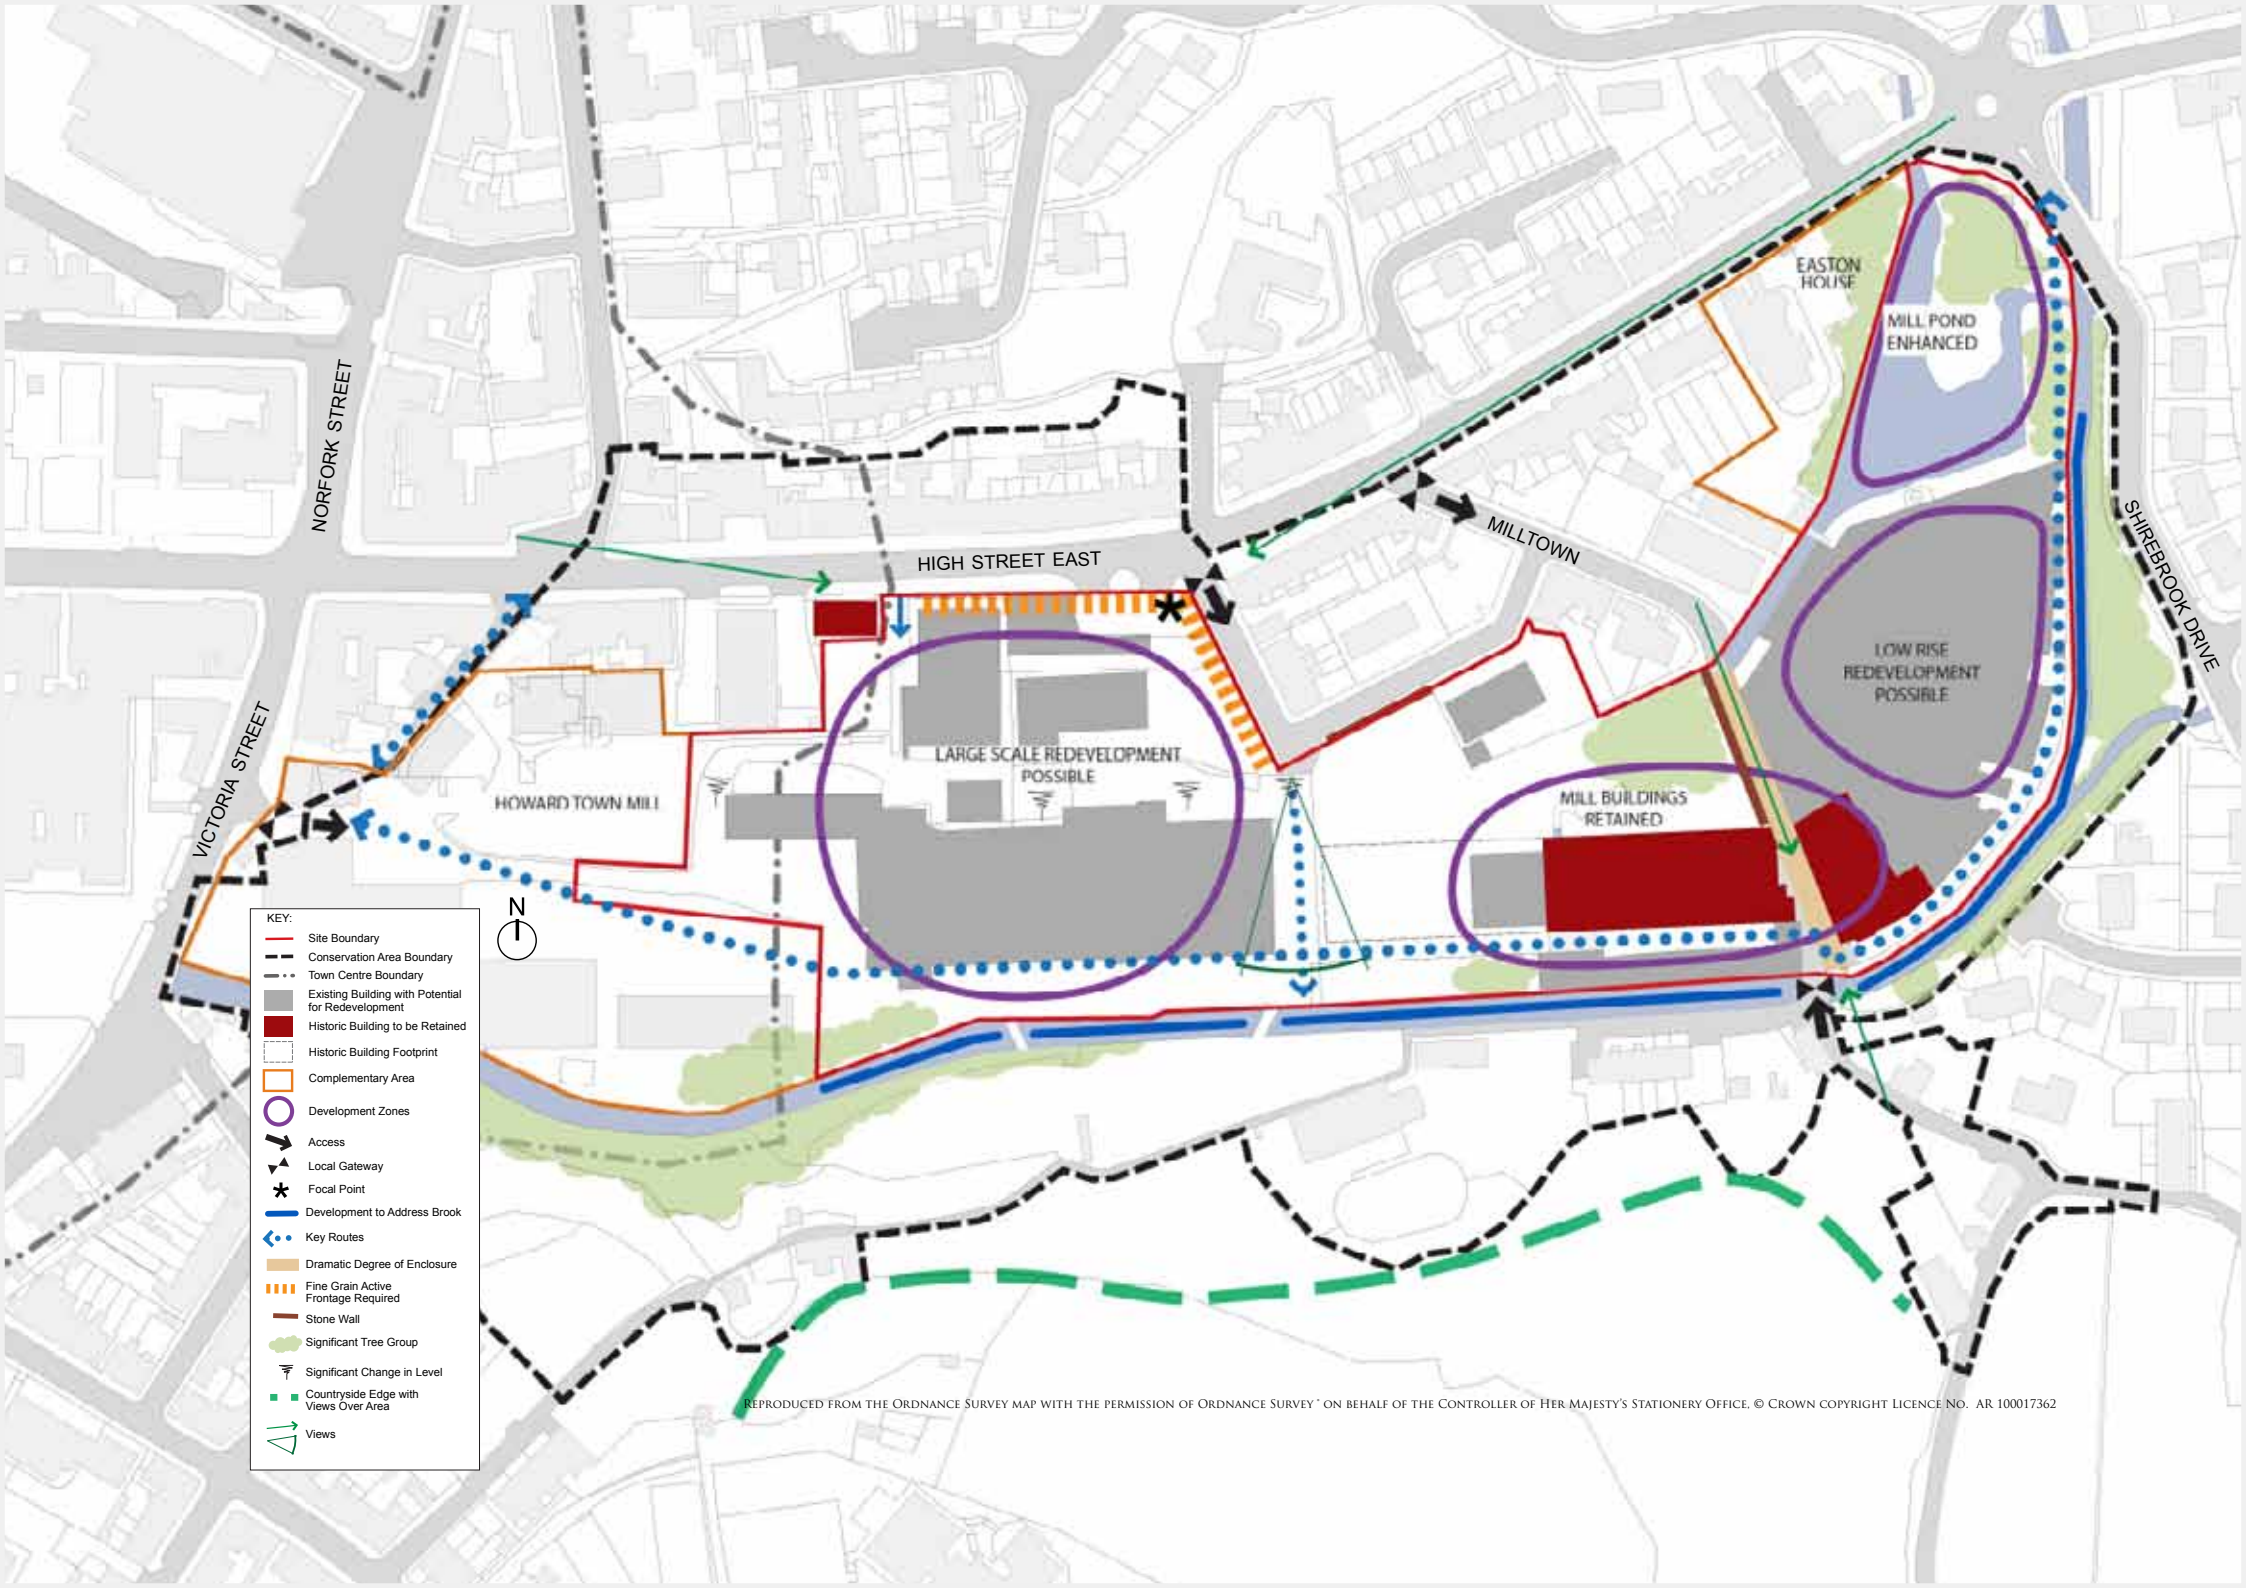 EASTON
HOUSE
MILL POND
ENHANCED
NORFORK STREET
HIGH STREET EAST
MILLTOWN
SHIREBROOK DRIVE
LOW RISE
REDEVELOPMENT
POSSIBLE
VICTORIA STREET
HOWARD TOWN MILL
LARGE SCALE REDEVELOPMENT
POSSIBLE
MILL BUILDINGS
RETAINED
N
KEY:
Site Boundary
Conservation Area Boundary
Town Centre Boundary
Existing Building with Potential
for Redevelopment
Historic Building to be Retained
Historic Building Footprint
Complementary Area
Development Zones
Access
Local Gateway
Focal Point
Development to Address Brook
Key Routes
Dramatic Degree of Enclosure
Fine Grain Active
Frontage Required
Stone Wall
Significant Tree Group
Significant Change in Level
Countryside Edge with
Views Over Area
Views
Reproduced from the Ordnance Survey map with the permission of Ordnance Survey ® on behalf of the Controller of Her Majesty's Stationery Office, © Crown copyright Licence No. AR 100017362